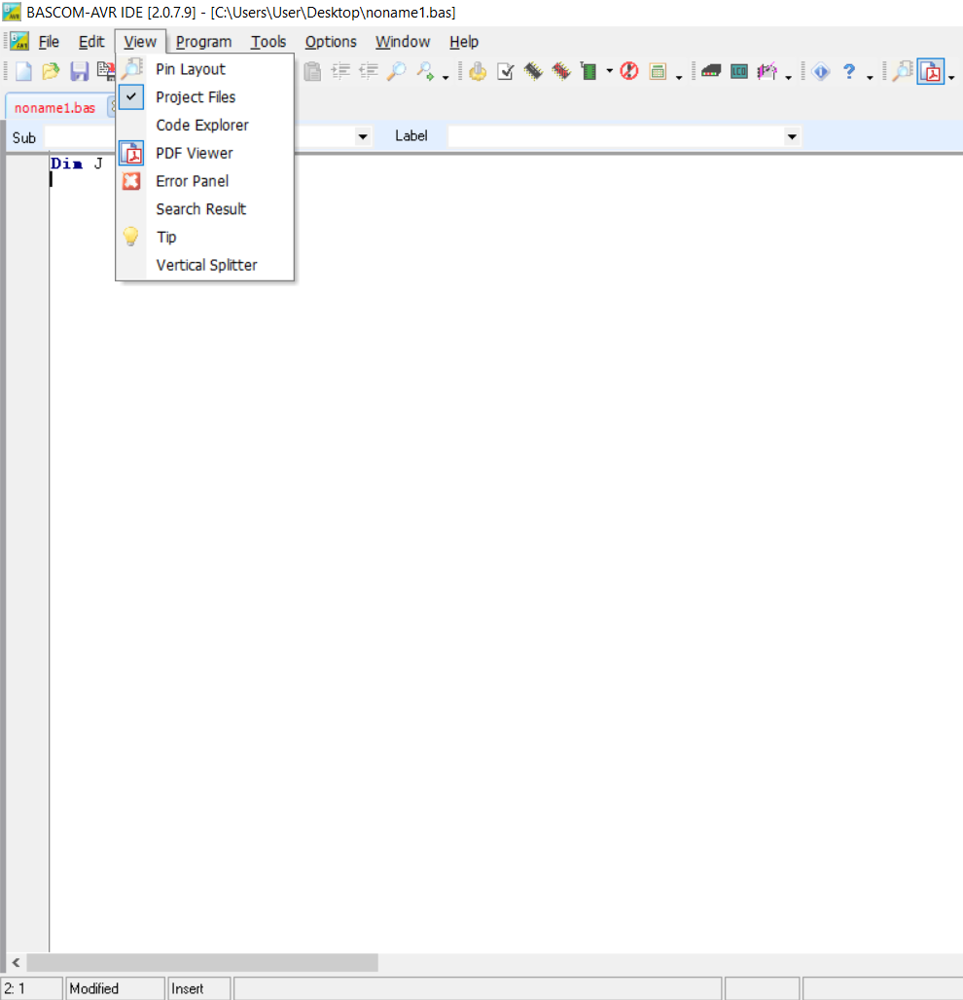 BASCOM-AVR IDE [2.0.7.9] - [C:\Users\User\Desktop\noname1.bas]
File Edit View Program Tools Options Window Help
Pin Layout
noname1.bas
Project Files
Code Explorer
Sub
Label
PDF Viewer
Dim J
Error Panel
Search Result
Tip
Vertical Splitter
2: 1 Modified Insert